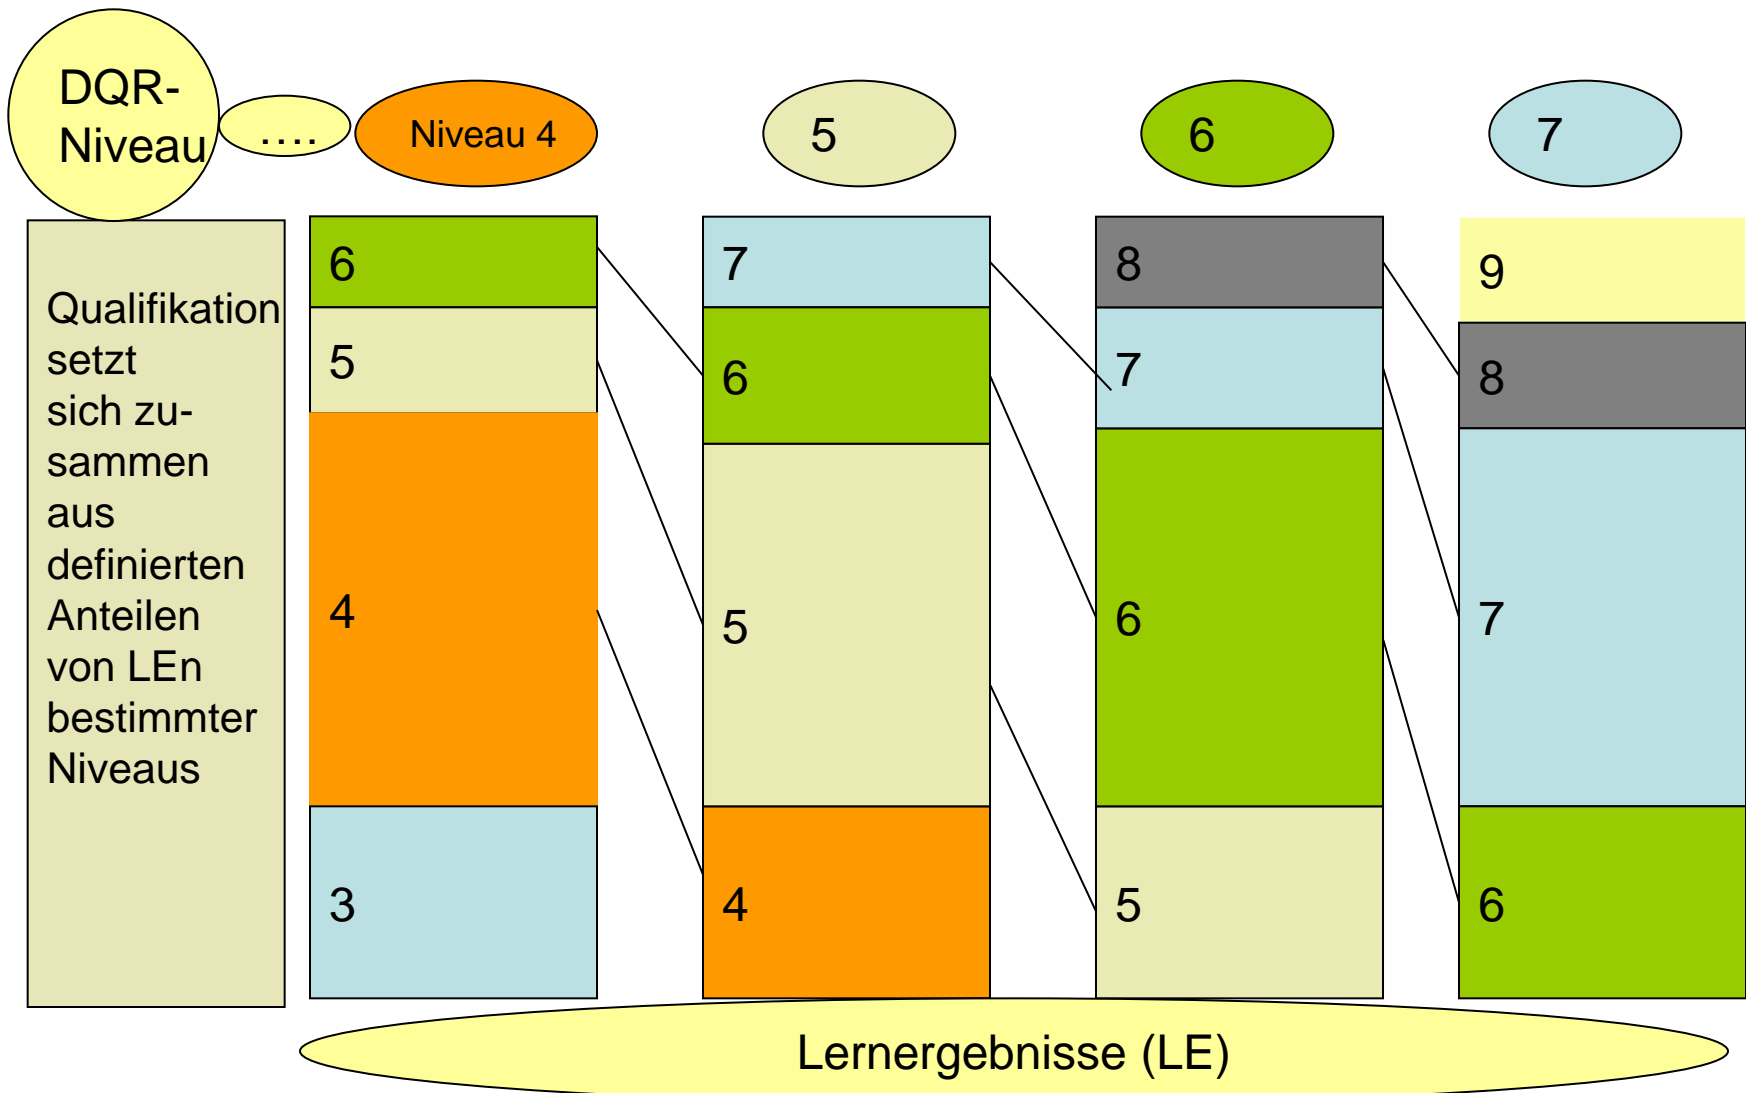 DQR-
Niveau
....
Niveau 4
5
6
7
Qualifikation
setzt
sich zu-
sammen
aus
definierten
Anteilen
von LEn
bestimmter
Niveaus
6
5
4
3
7
6
5
4
8
7
6
5
9
8
7
6
Lernergebnisse (LE)